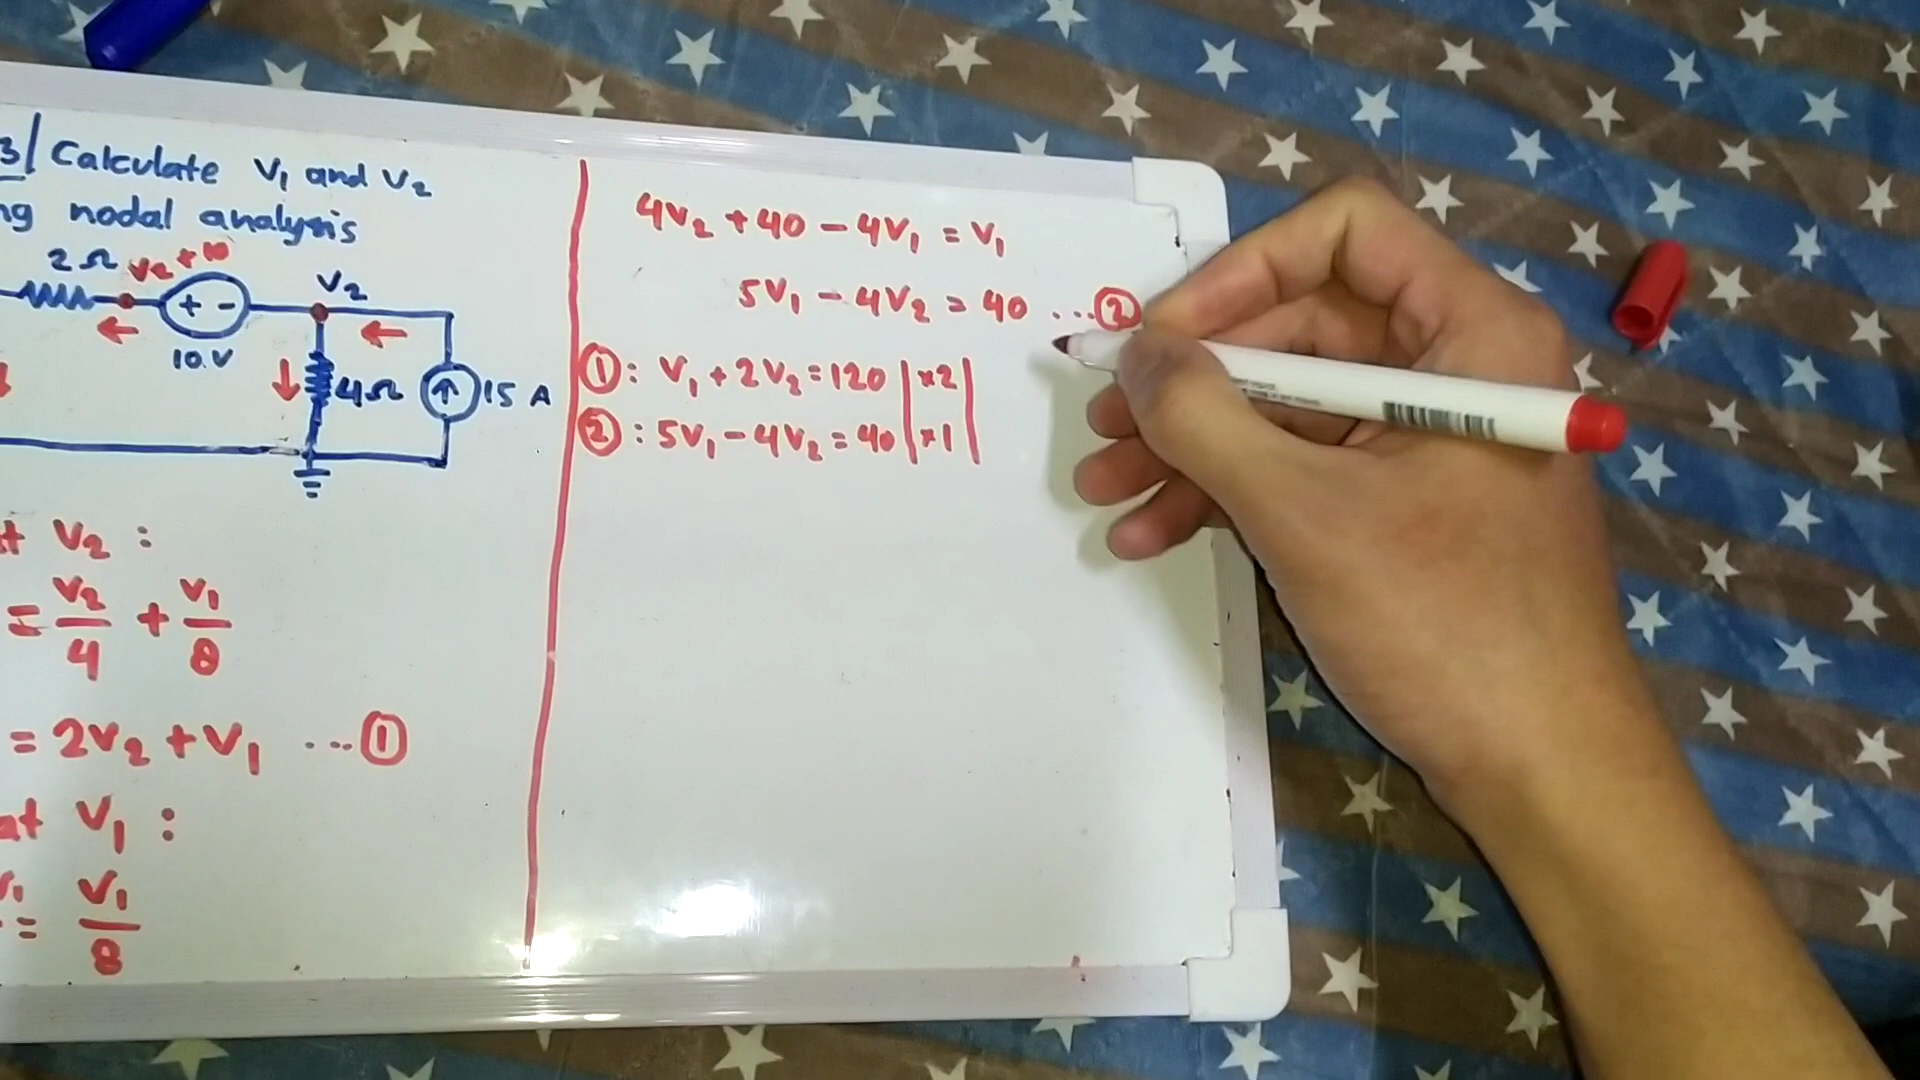 3| Calculate V₁ and V₂
ng nodal analysis
2Ω V₂ + 10
V₂
+ -
10.V
4Ω
15 A
at V₂ :
= V₂/4 + V₁/8
= 2V₂ + V₁ ...①
at V₁ :
V₁ = V₁/8
4V₂ + 40 - 4V₁ = V₁
5V₁ - 4V₂ = 40 ...②
①: V₁ + 2V₂ = 120 | ×2 |
②: 5V₁ - 4V₂ = 40 | ×1 |